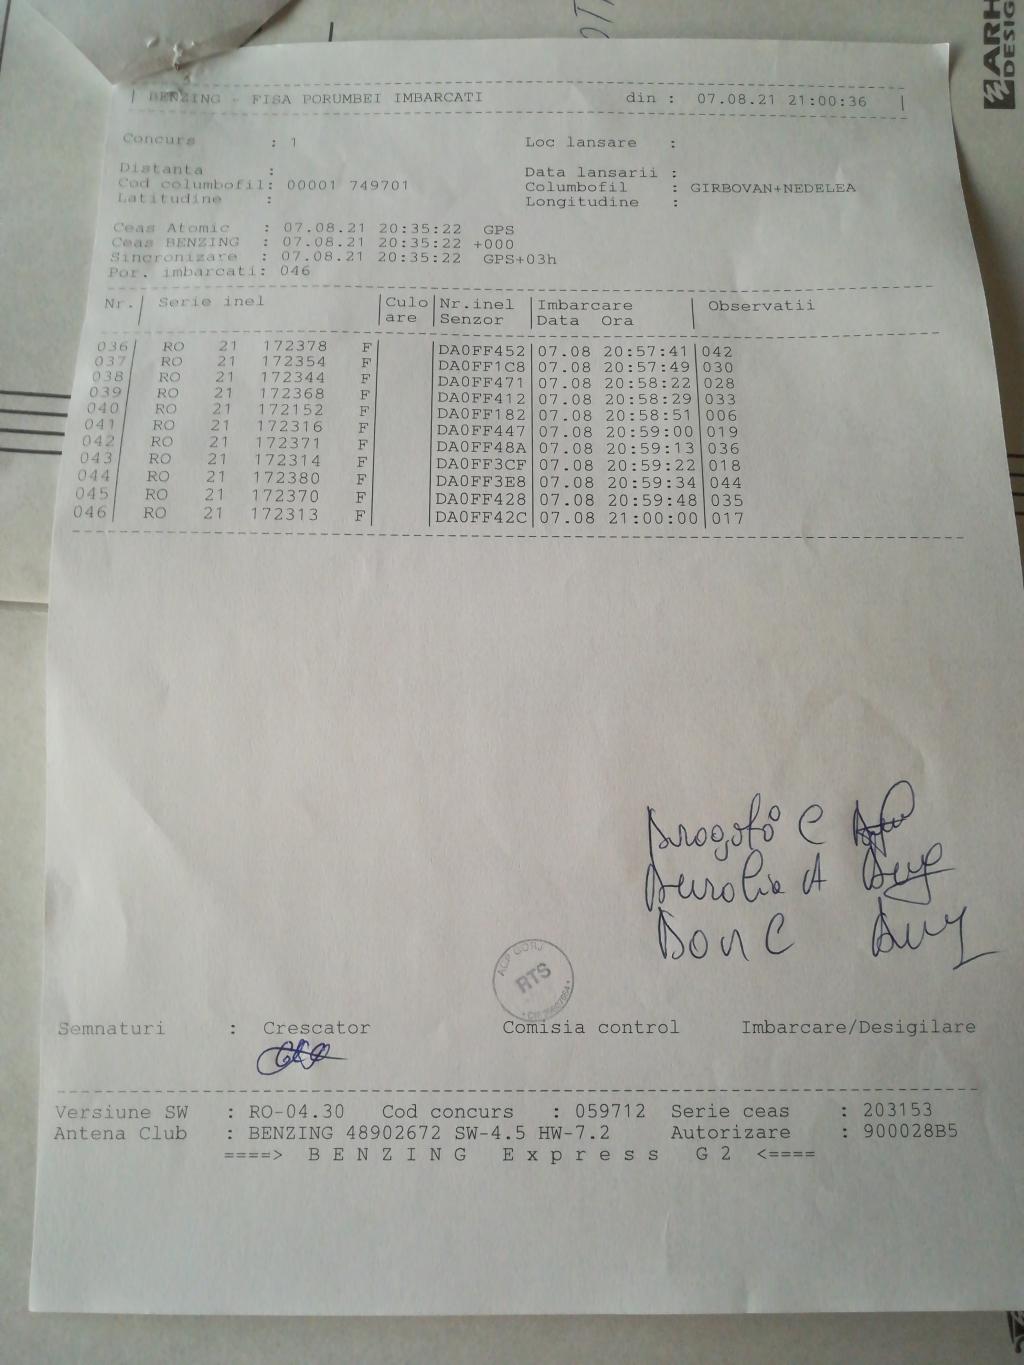 | BENZING - FISA PORUMBEI IMBARCATI din : 07.08.21 21:00:36 |
Concurs : 1 Loc lansare :
Distanta : Data lansarii :
Cod columbofil: 00001 749701 Columbofil : GIRBOVAN+NEDELEA
Latitudine : Longitudine :
Ceas Atomic : 07.08.21 20:35:22 GPS
Ceas BENZING : 07.08.21 20:35:22 +000
Sincronizare : 07.08.21 20:35:22 GPS+03h
Por. imbarcati: 046
Nr.| Serie inel |Culo|Nr.inel |Imbarcare | Observatii
| |are |Senzor |Data Ora |
036| RO 21 172378 F| |DA0FF452|07.08 20:57:41|042
037| RO 21 172354 F| |DA0FF1C8|07.08 20:57:49|030
038| RO 21 172344 F| |DA0FF471|07.08 20:58:22|028
039| RO 21 172368 F| |DA0FF412|07.08 20:58:29|033
040| RO 21 172152 F| |DA0FF182|07.08 20:58:51|006
041| RO 21 172316 F| |DA0FF447|07.08 20:59:00|019
042| RO 21 172371 F| |DA0FF48A|07.08 20:59:13|036
043| RO 21 172314 F| |DA0FF3CF|07.08 20:59:22|018
044| RO 21 172380 F| |DA0FF3E8|07.08 20:59:34|044
045| RO 21 172370 F| |DA0FF428|07.08 20:59:48|035
046| RO 21 172313 F| |DA0FF42C|07.08 21:00:00|017
C
A
C
RTS
Semnaturi : Crescator Comisia control Imbarcare/Desigilare
Versiune SW : RO-04.30 Cod concurs : 059712 Serie ceas : 203153
Antena Club : BENZING 48902672 SW-4.5 HW-7.2 Autorizare : 900028B5
====> B E N Z I N G E x p r e s s G 2 <====
ARH
DESIG